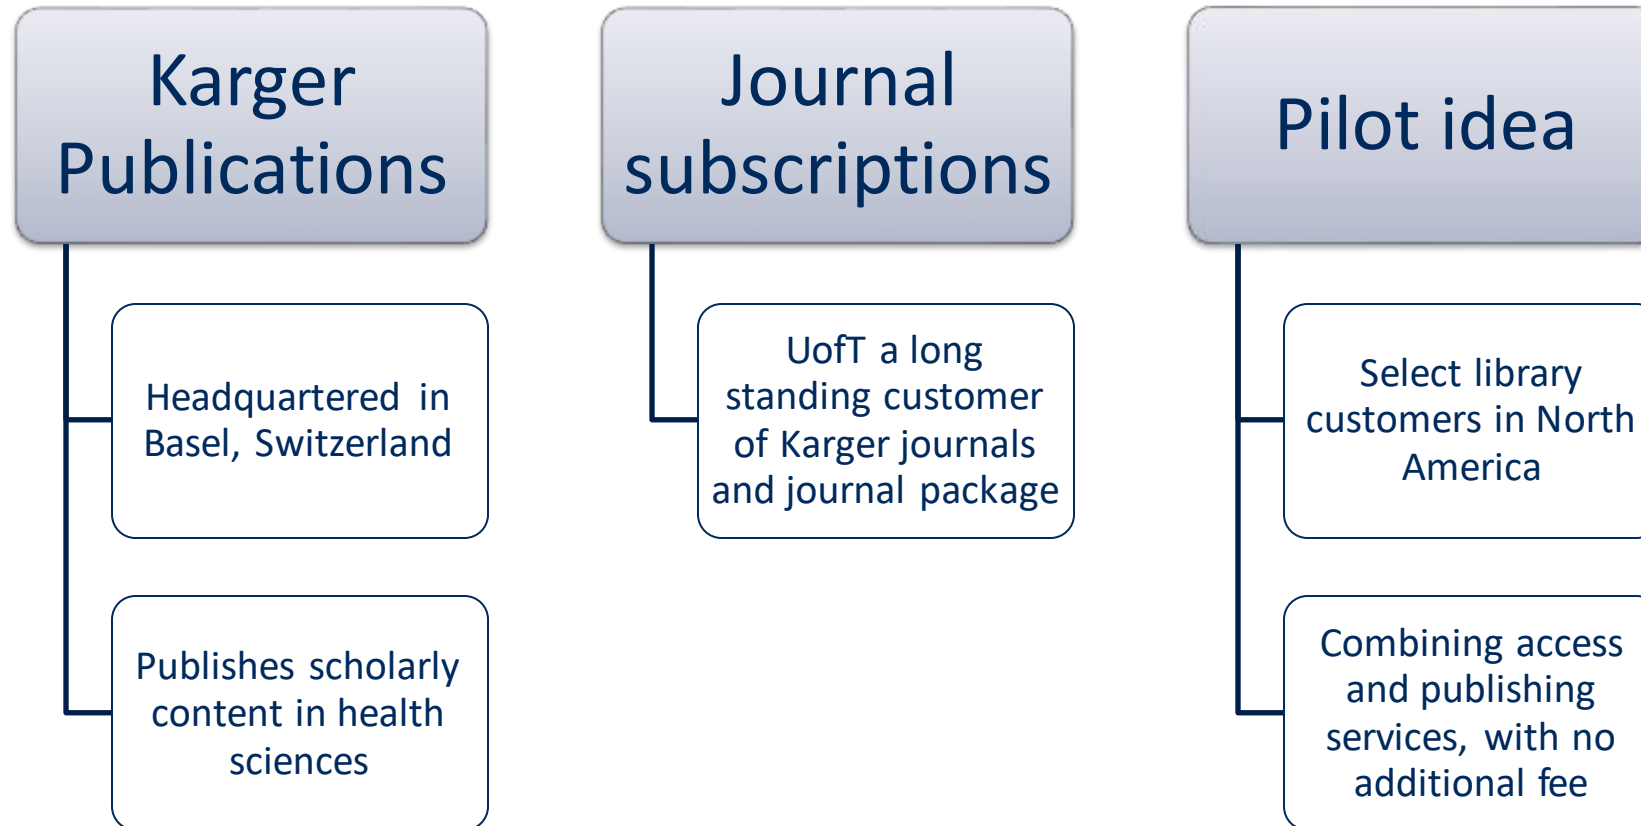 Karger
Publications
Headquartered in
Basel, Switzerland
Publishes scholarly
content in health
sciences
Journal
subscriptions
UofT a long
standing customer
of Karger journals
and journal package
Pilot idea
Select library
customers in North
America
Combining access
and publishing
services, with no
additional fee